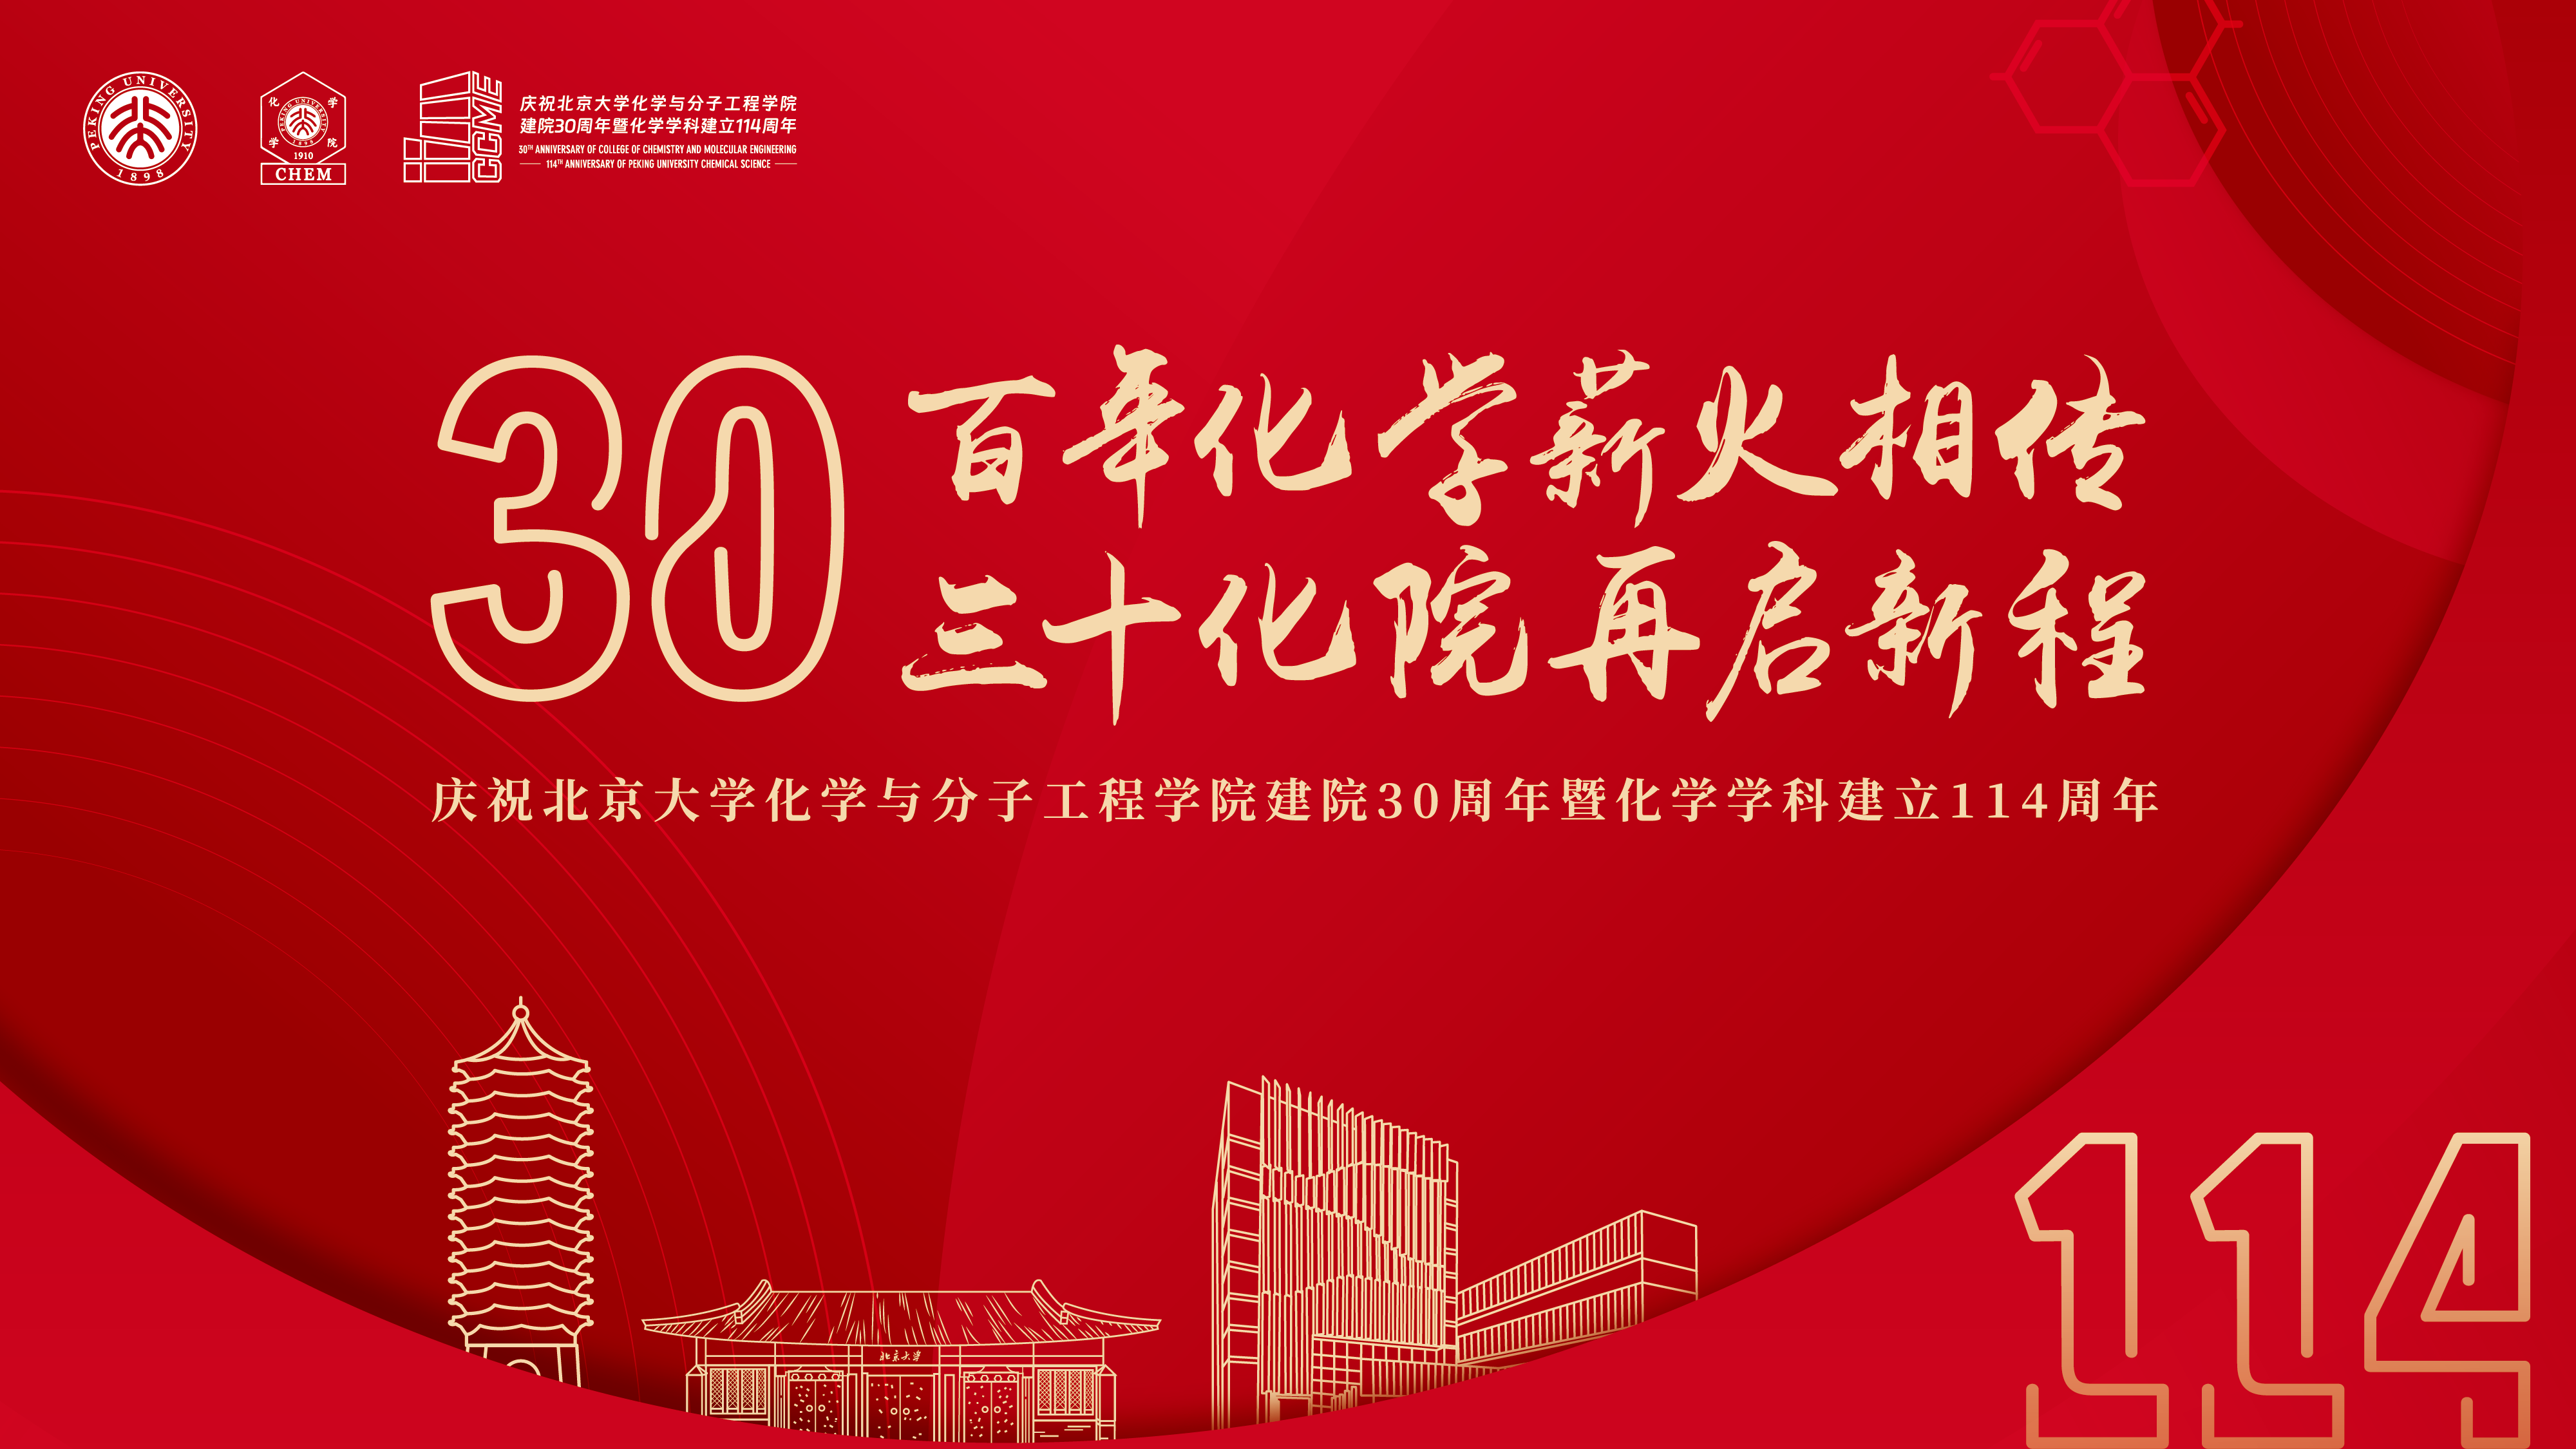 PEKING UNIVERSITY
1898
化学
学院
PEKING UNIVERSITY
1898
1910
CHEM
CCME
庆祝北京大学化学与分子工程学院
建院30周年暨化学学科建立114周年
30TH ANNIVERSARY OF COLLEGE OF CHEMISTRY AND MOLECULAR ENGINEERING
114TH ANNIVERSARY OF PEKING UNIVERSITY CHEMICAL SCIENCE
30
百年化学薪火相传
三十化院再启新程
庆祝北京大学化学与分子工程学院建院30周年暨化学学科建立114周年
北京大学
114